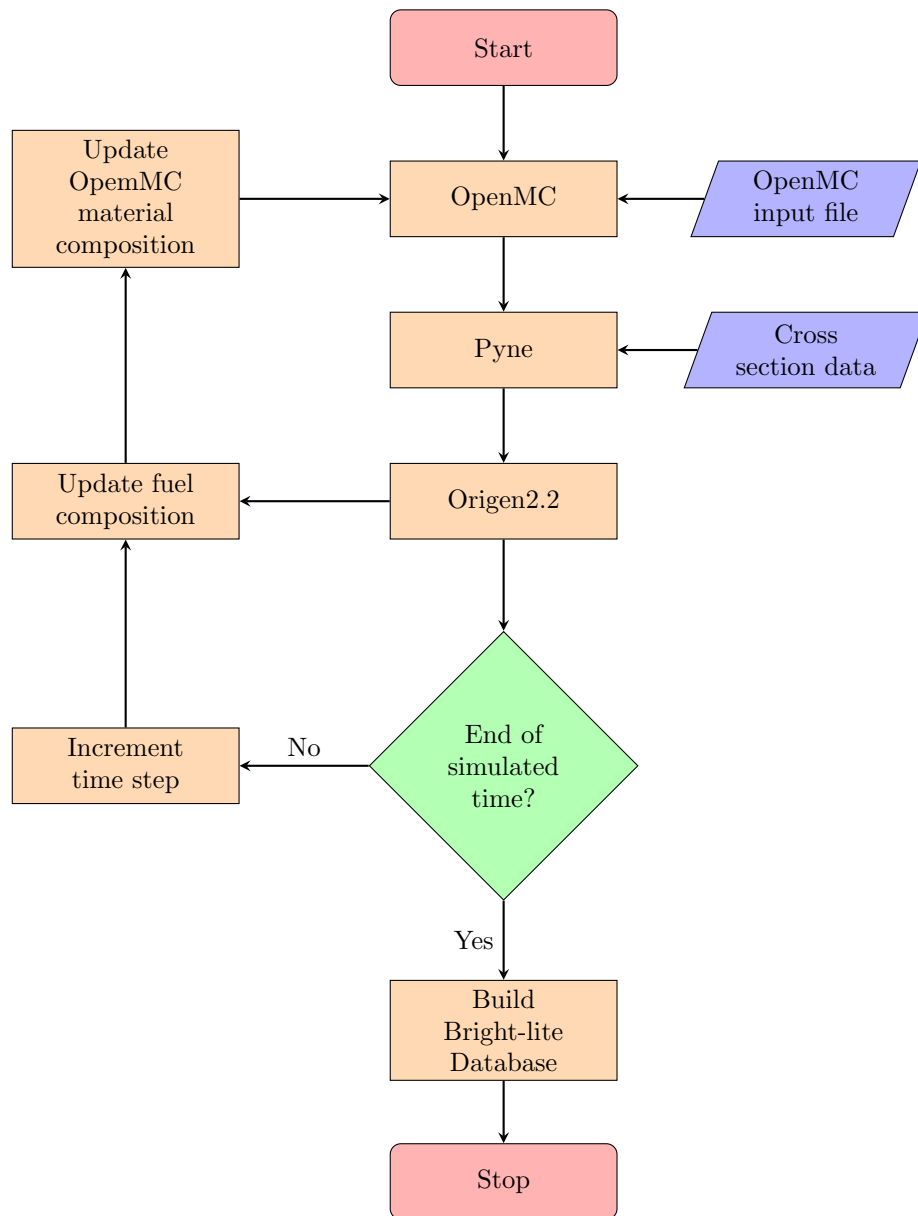 Start
Update
OpemMC
material
composition
OpenMC
OpenMC
input file
Pyne
Cross
section data
Update fuel
composition
Origen2.2
Increment
time step
No
End of
simulated
time?
Yes
Build
Bright-lite
Database
Stop